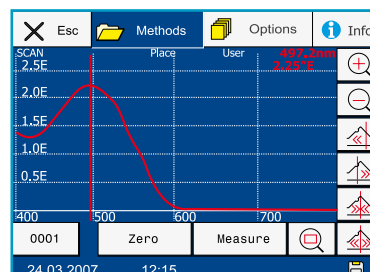 Esc Methods Options Info
SCAN Place User 497.2nm
2.25°E
2.5E
2.0E
1.5E
1.0E
0.5E
400 500 600 700
0001 Zero Measure
24.03.2007 12:15